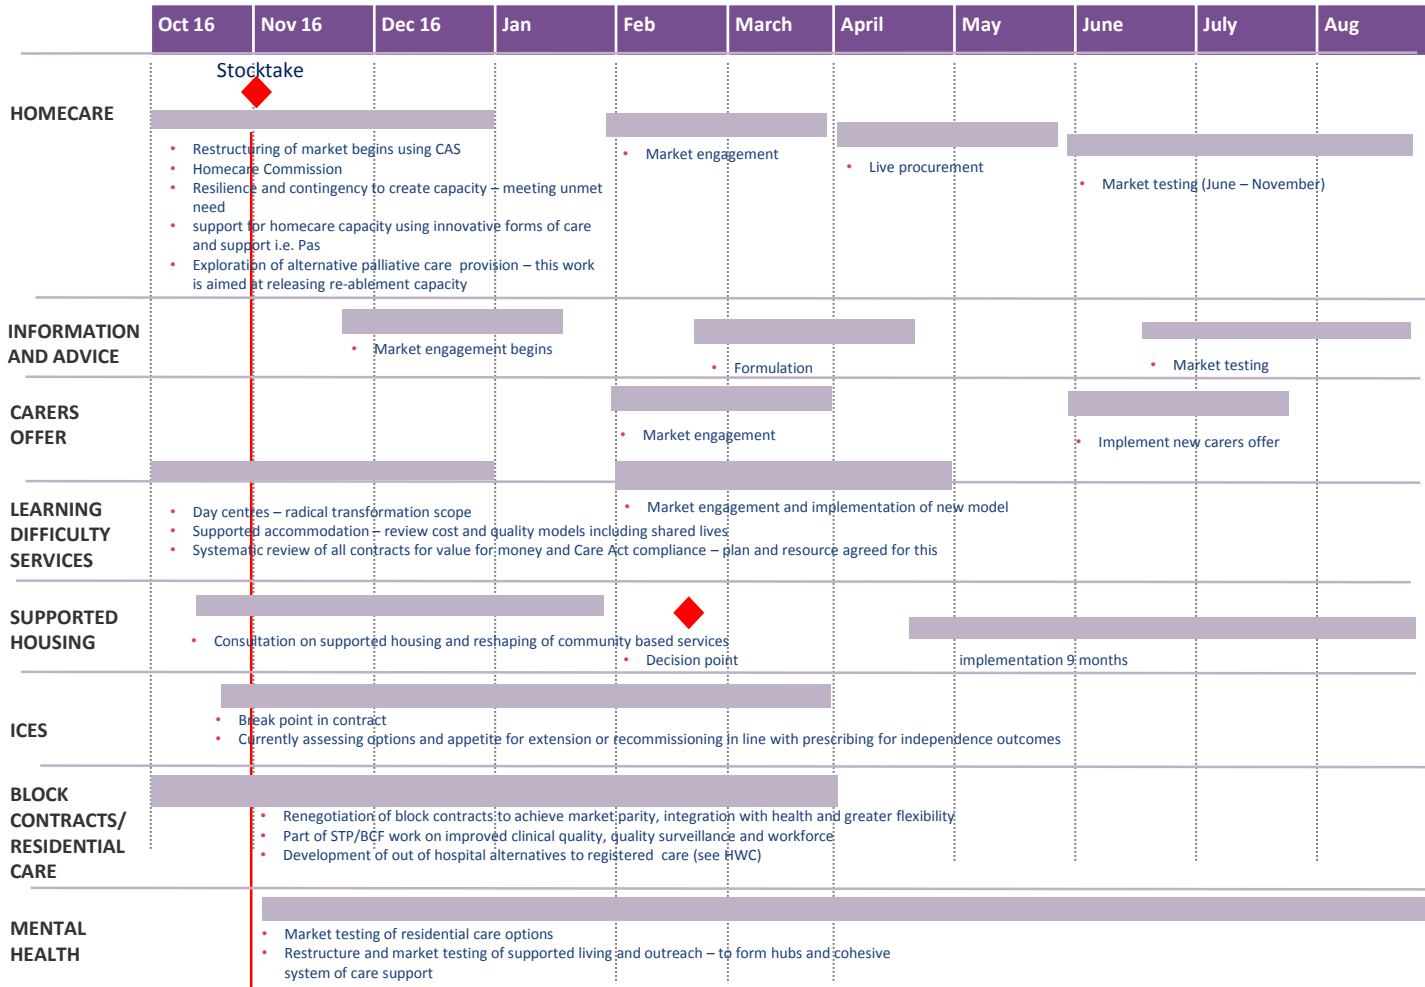 Oct 16 Nov 16 Dec 16 Jan Feb March April May June July Aug
Stocktake
HOMECARE
• Restructuring of market begins using CAS
• Homecare Commission
• Resilience and contingency to create capacity – meeting unmet
need
• support for homecare capacity using innovative forms of care
and support i.e. Pas
• Exploration of alternative palliative care provision – this work
is aimed at releasing re-ablement capacity
• Market engagement
• Live procurement
• Market testing (June – November)
INFORMATION
AND ADVICE
• Market engagement begins
• Formulation
• Market testing
CARERS
OFFER
• Market engagement
• Implement new carers offer
LEARNING
DIFFICULTY
SERVICES
• Day centres – radical transformation scope
• Supported accommodation – review cost and quality models including shared lives
• Systematic review of all contracts for value for money and Care Act compliance – plan and resource agreed for this
• Market engagement and implementation of new model
SUPPORTED
HOUSING
• Consultation on supported housing and reshaping of community based services
• Decision point
implementation 9 months
ICES
• Break point in contract
• Currently assessing options and appetite for extension or recommissioning in line with prescribing for independence outcomes
BLOCK
CONTRACTS/
RESIDENTIAL
CARE
• Renegotiation of block contracts to achieve market parity, integration with health and greater flexibility
• Part of STP/BCF work on improved clinical quality, quality surveillance and workforce
• Development of out of hospital alternatives to registered care (see HWC)
MENTAL
HEALTH
• Market testing of residential care options
• Restructure and market testing of supported living and outreach – to form hubs and cohesive
system of care support